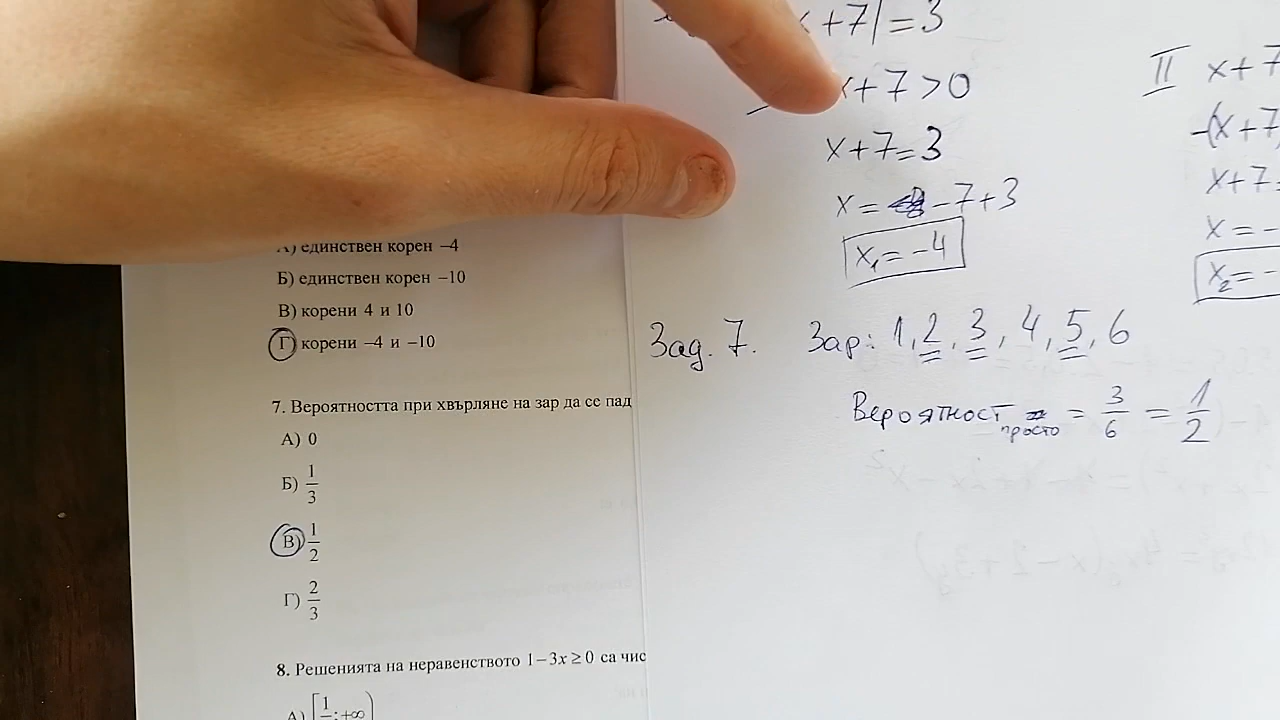 А) единствен корен –4
Б) единствен корен –10
В) корени 4 и 10
Г) корени –4 и –10
7. Вероятността при хвърляне на зар да се пад
А) 0
Б) 1/3
В) 1/2
Г) 2/3
8. Решенията на неравенството 1–3x ≥ 0 са чис
x+7|=3
x+7>0
x+7=3
x= -7+3
x₁=-4
II x+7
-(x+7)
x+7=
x=-
x₂=-
Зад. 7. Зар: 1, 2, 3, 4, 5, 6
Вероятност просто = 3/6 = 1/2